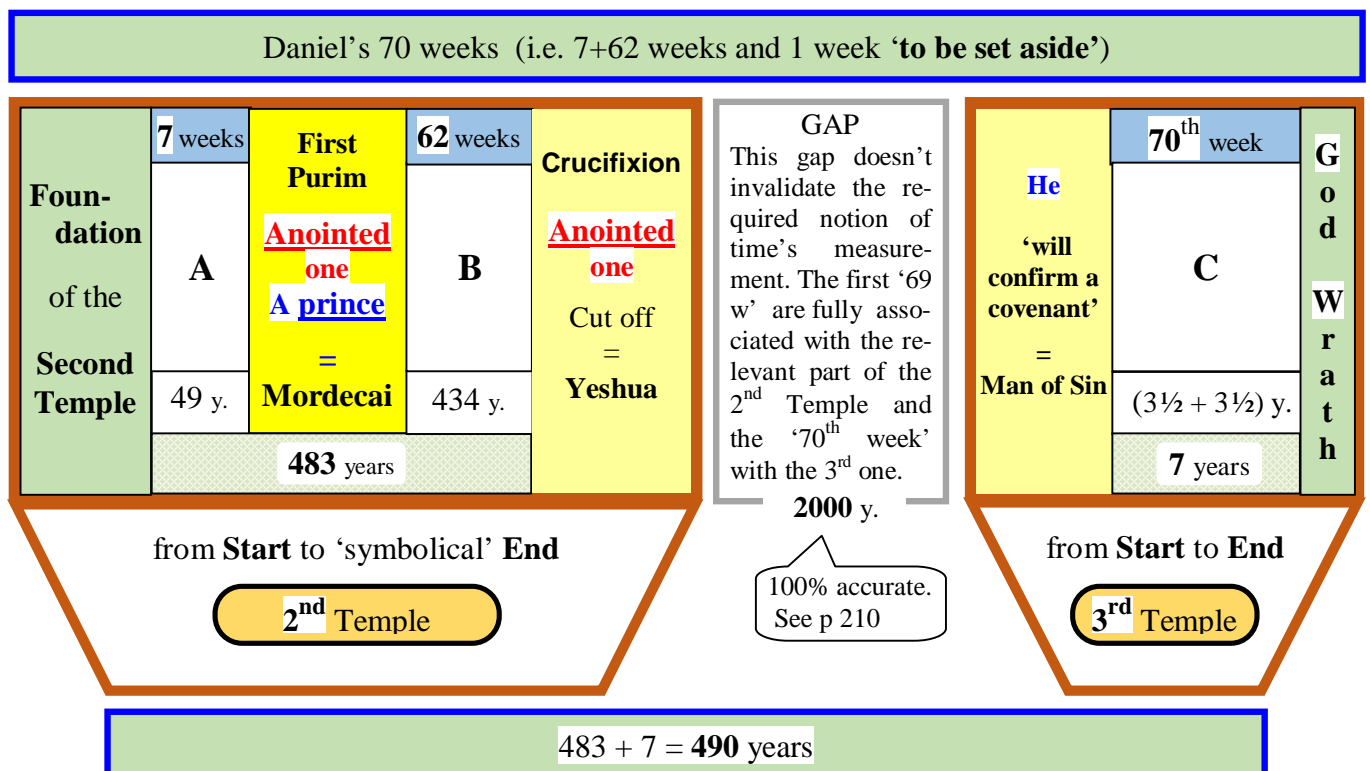 Daniel's 70 weeks (i.e. 7+62 weeks and 1 week 'to be set aside')
Foun-
dation
of the
Second
Temple
7 weeks
A
49 y.
First
Purim
Anointed
one
A prince
=
Mordecai
62 weeks
B
434 y.
483 years
Crucifixion
Anointed
one
Cut off
=
Yeshua
GAP
This gap doesn't
invalidate the re-
quired notion of
time's measure-
ment. The first '69
w' are fully asso-
ciated with the re-
levant part of the
2nd Temple and
the '70th week'
with the 3rd one.
2000 y.
100% accurate.
See p 210
He
'will
confirm a
covenant'
=
Man of Sin
70th week
C
(3½ + 3½) y.
7 years
God
Wrath
from Start to 'symbolical' End
2nd Temple
from Start to End
3rd Temple
483 + 7 = 490 years